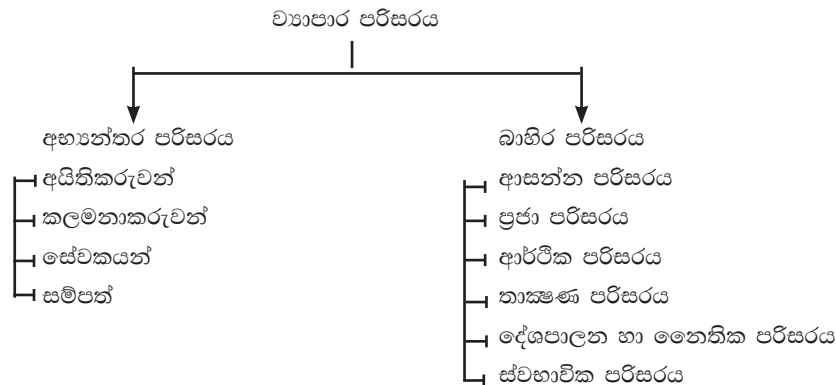 ව්‍යාපාර පරිසරය
අභ්‍යන්තර පරිසරය
අයිතිකරුවන්
කලමනාකරුවන්
සේවකයන්
සම්පත්
බාහිර පරිසරය
ආසන්න පරිසරය
ප්‍රජා පරිසරය
ආර්ථික පරිසරය
තාක්‍ෂණ පරිසරය
දේශපාලන හා නෛතික පරිසරය
ස්වභාවික පරිසරය